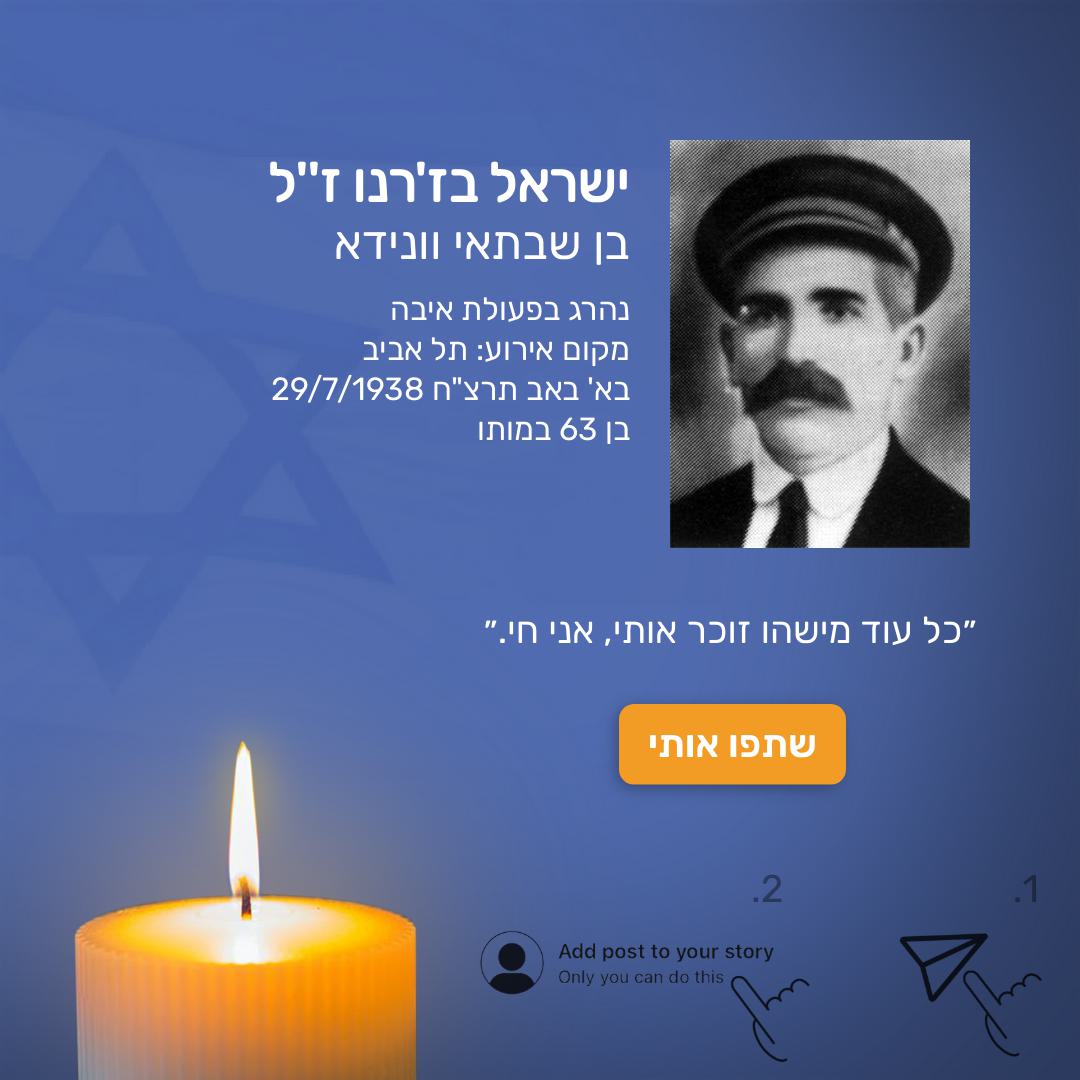 ישראל בז'רנו ז"ל
בן שבתאי וונידא
נהרג בפעולת איבה
מקום אירוע: תל אביב
בא' באב תרצ"ח 29/7/1938
בן 63 במותו
״כל עוד מישהו זוכר אותי, אני חי.״
שתפו אותי
.1
.2
Add post to your story
Only you can do this